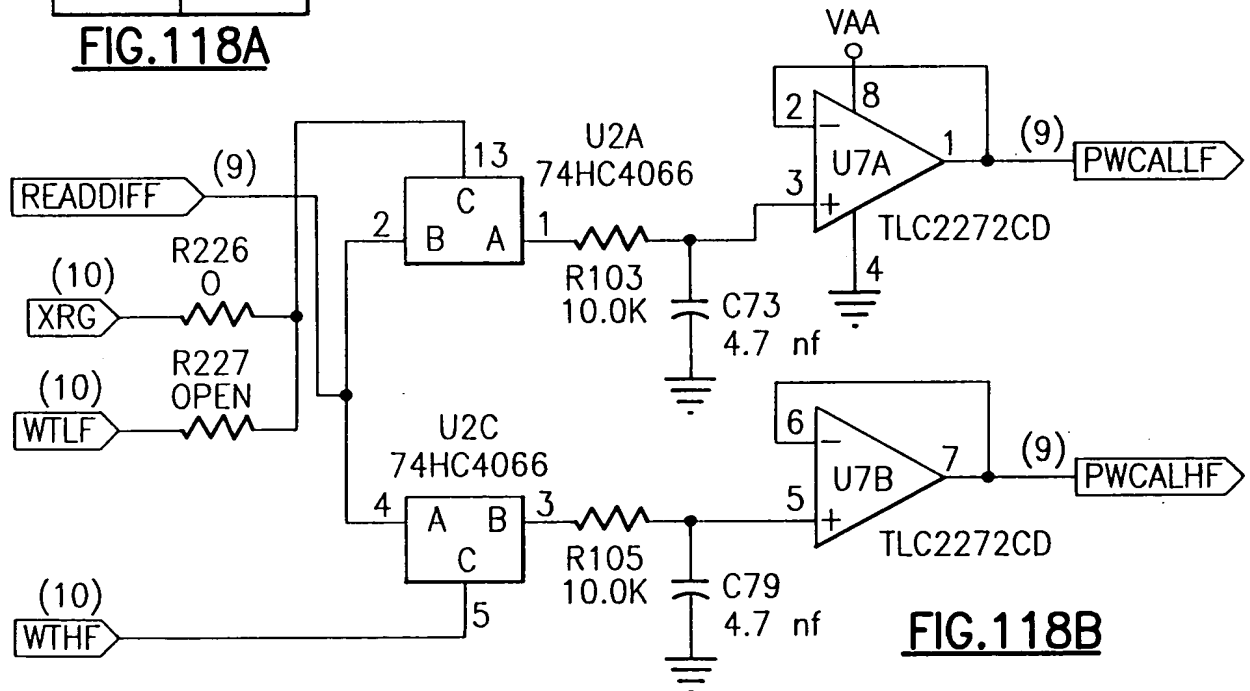 FIG.118A
VAA
2
8
−
U7A
1
(9)
PWCALLF
3
+
TLC2272CD
4
U2A
74HC4066
13
READDIFF
(9)
C
2
B
A
1
R103
10.0K
C73
4.7 nf
(10)
XRG
R226
0
(10)
WTLF
R227
OPEN
U2C
74HC4066
4
A
B
3
C
5
R105
10.0K
C79
4.7 nf
(10)
WTHF
6
−
U7B
7
(9)
PWCALHF
5
+
TLC2272CD
FIG.118B